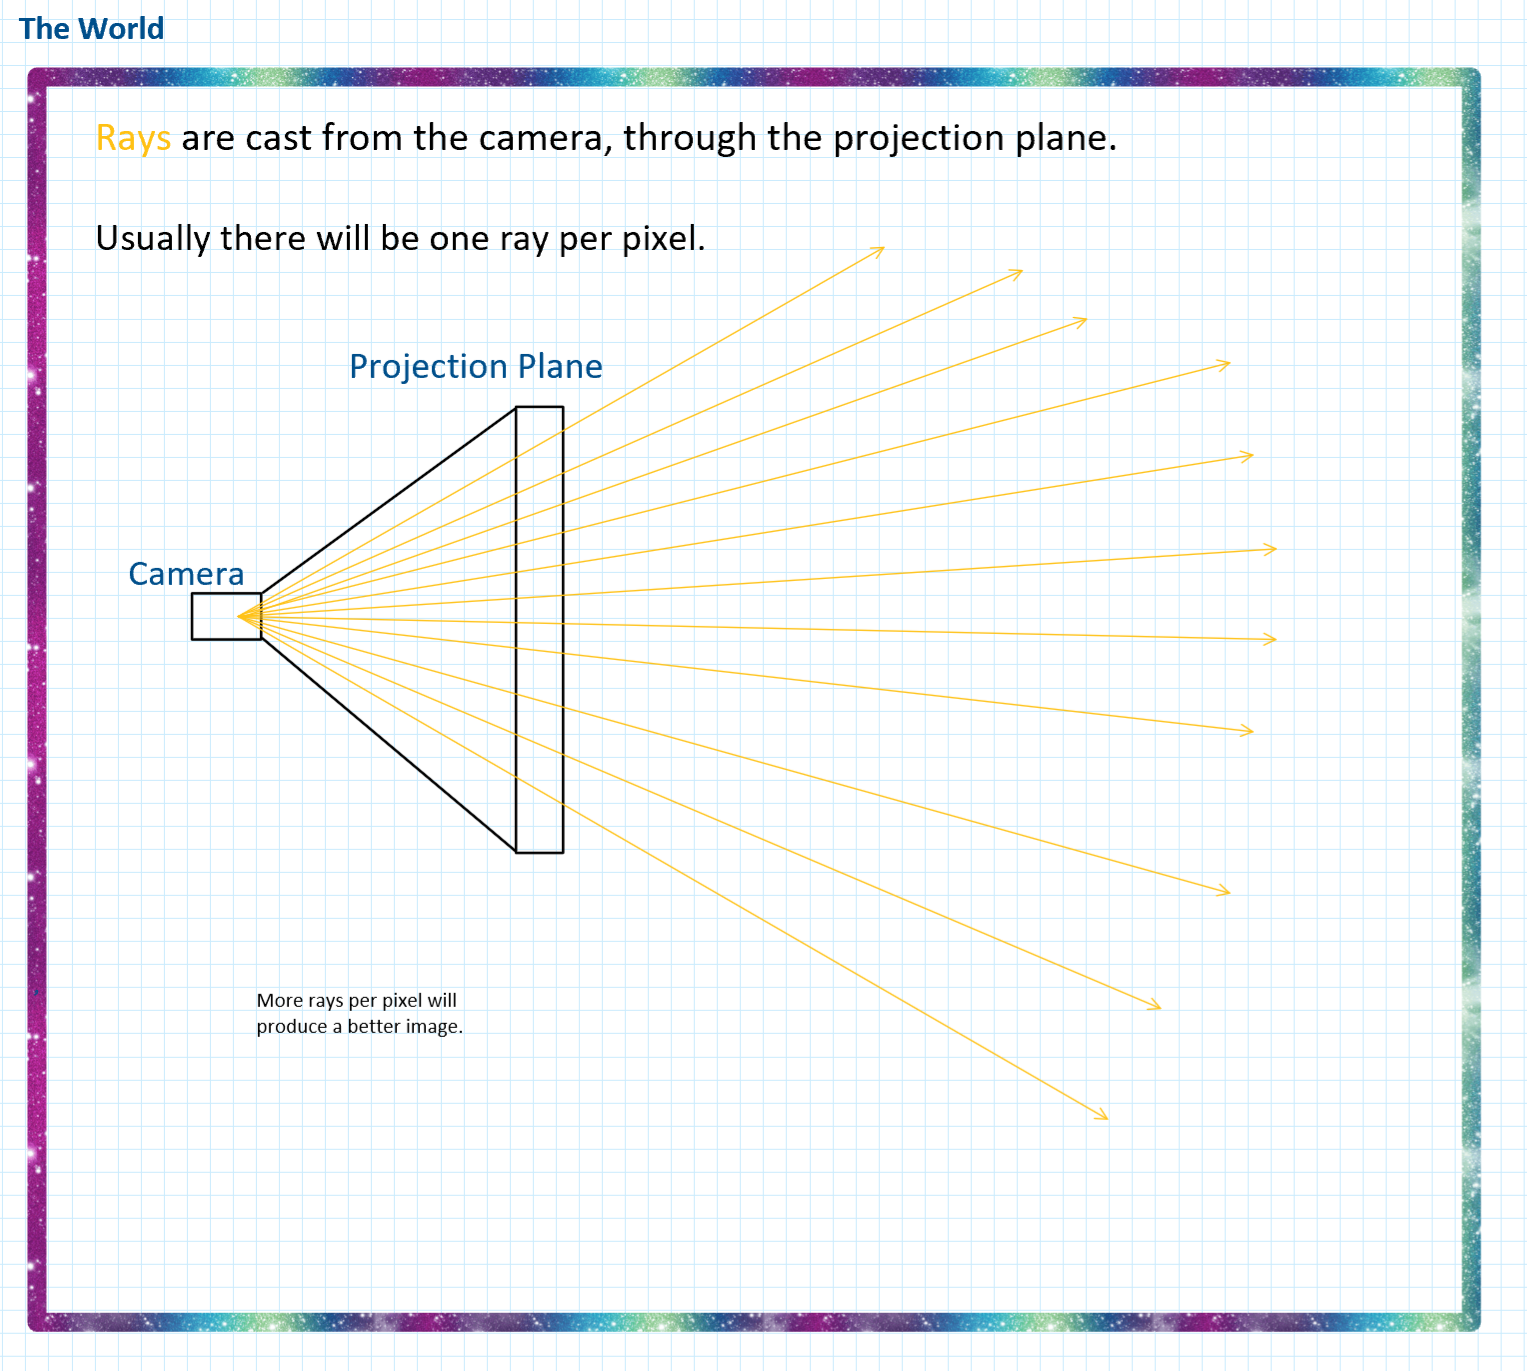 The World
Rays are cast from the camera, through the projection plane.
Usually there will be one ray per pixel.
Projection Plane
Camera
More rays per pixel will
produce a better image.